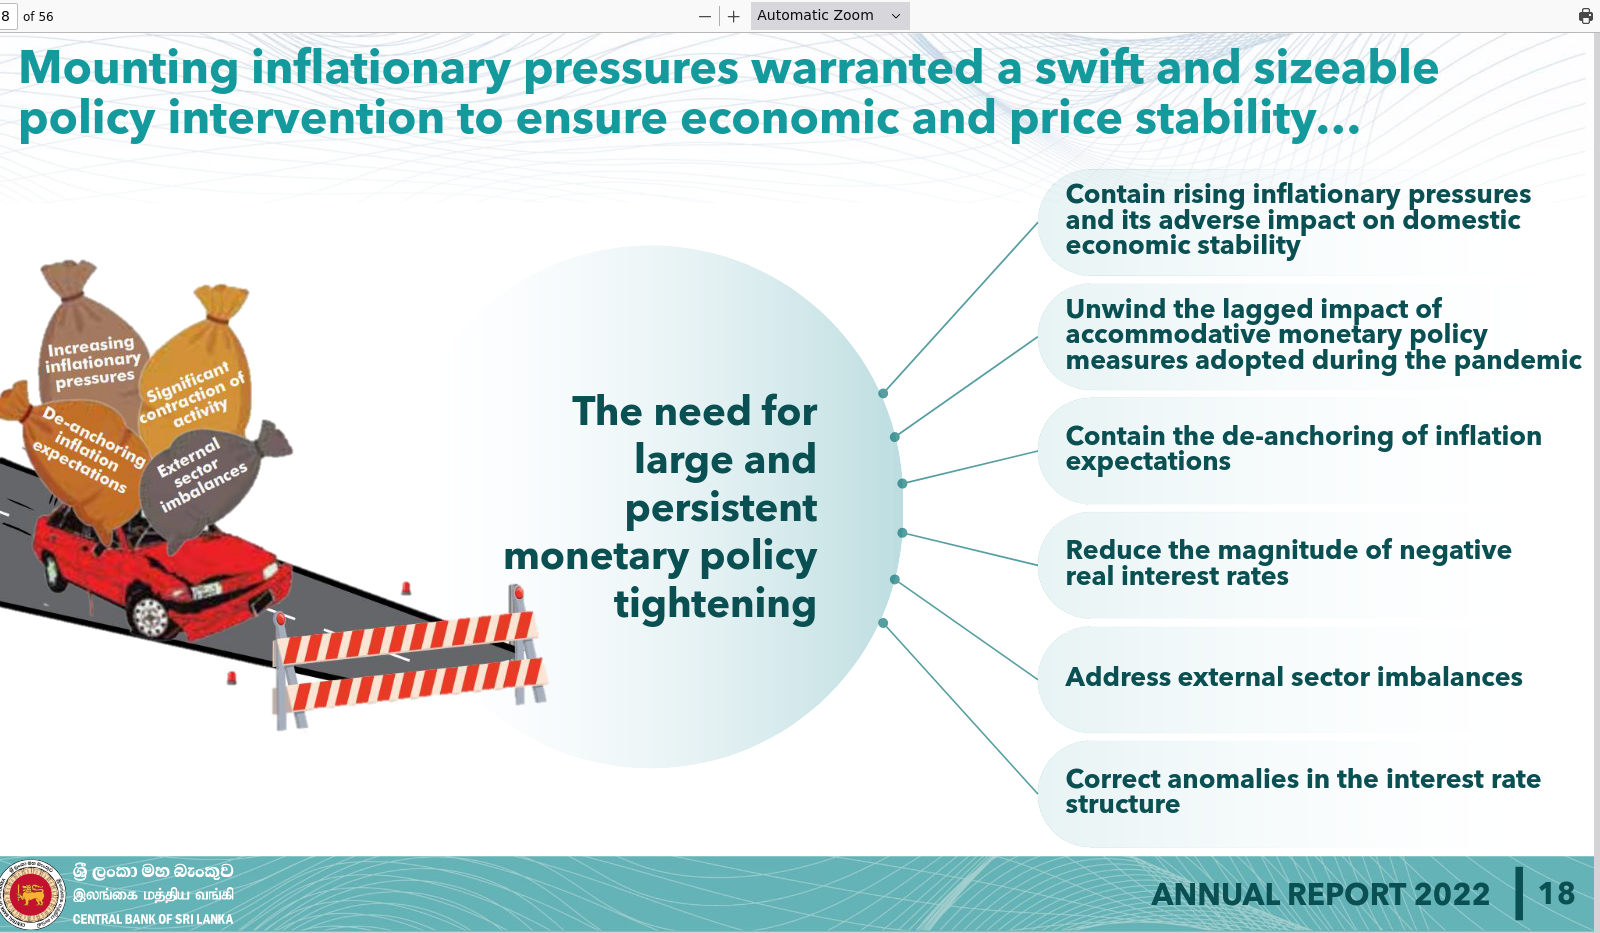 8 of 56
Automatic Zoom
Mounting inflationary pressures warranted a swift and sizeable
policy intervention to ensure economic and price stability...
Increasing
inflationary
pressures
Significant
contraction of
activity
De-anchoring
inflation
expectations
External
sector
imbalances
The need for
large and
persistent
monetary policy
tightening
Contain rising inflationary pressures
and its adverse impact on domestic
economic stability
Unwind the lagged impact of
accommodative monetary policy
measures adopted during the pandemic
Contain the de-anchoring of inflation
expectations
Reduce the magnitude of negative
real interest rates
Address external sector imbalances
Correct anomalies in the interest rate
structure
ශ්‍රී ලංකා මහ බැංකුව
இலங்கை மத்திய வங்கி
CENTRAL BANK OF SRI LANKA
ANNUAL REPORT 2022
18